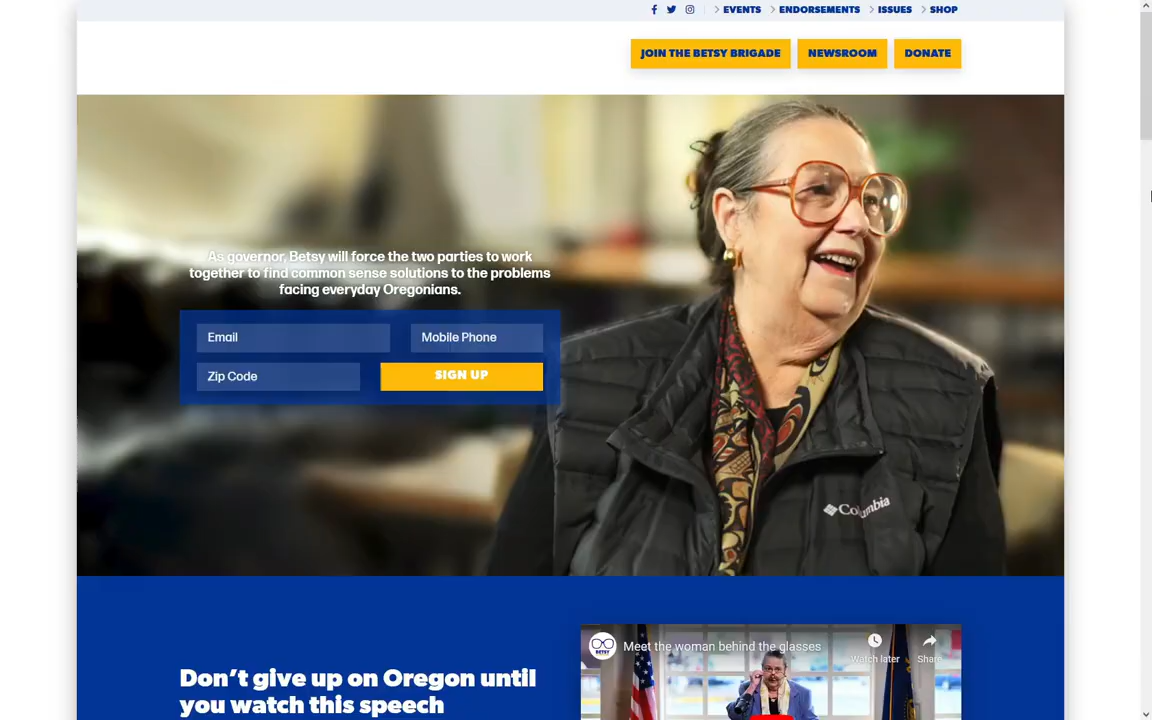 EVENTS
ENDORSEMENTS
ISSUES
SHOP
JOIN THE BETSY BRIGADE
NEWSROOM
DONATE
As governor, Betsy will force the two parties to work
together to find common sense solutions to the problems
facing everyday Oregonians.
Email
Mobile Phone
Zip Code
SIGN UP
Columbia
Don't give up on Oregon until
you watch this speech
BETSY
Meet the woman behind the glasses
Watch later
Share